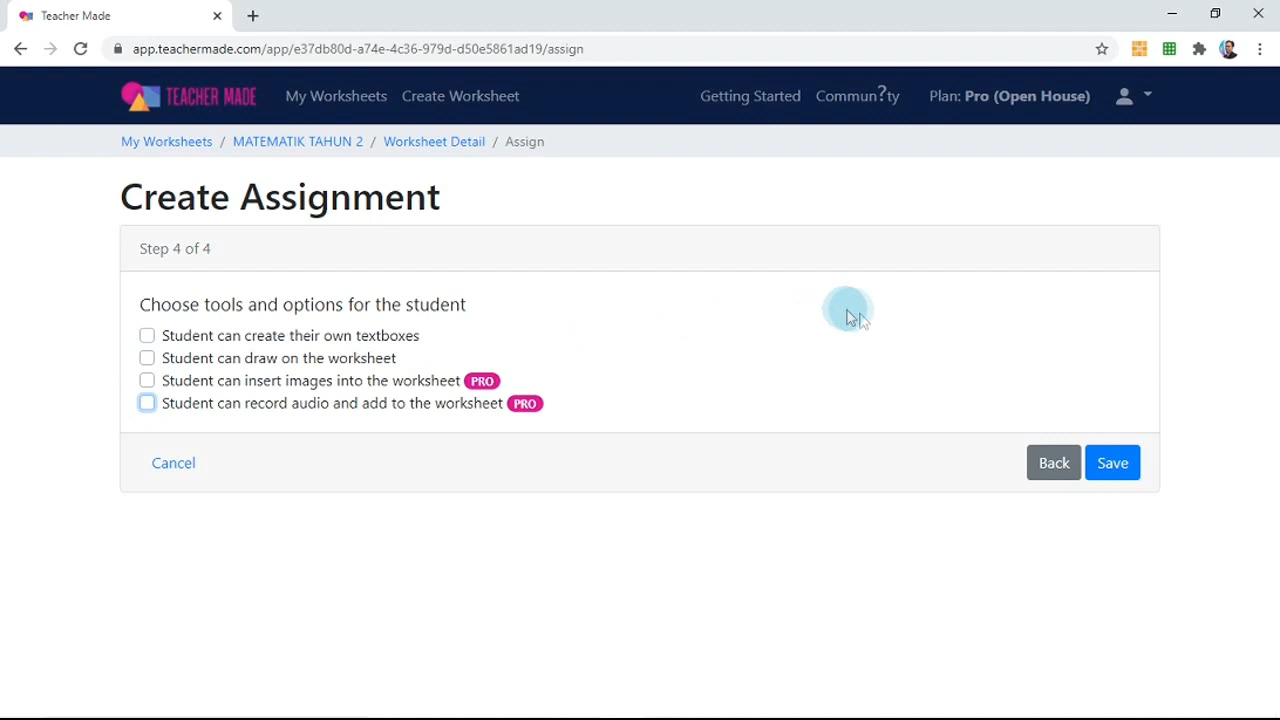 Teacher Made
app.teachermade.com/app/e37db80d-a74e-4c36-979d-d50e5861ad19/assign
TEACHER MADE My Worksheets Create Worksheet Getting Started Commun?ty Plan: Pro (Open House)
My Worksheets / MATEMATIK TAHUN 2 / Worksheet Detail / Assign
Create Assignment
Step 4 of 4
Choose tools and options for the student
Student can create their own textboxes
Student can draw on the worksheet
Student can insert images into the worksheet PRO
Student can record audio and add to the worksheet PRO
Cancel Back Save